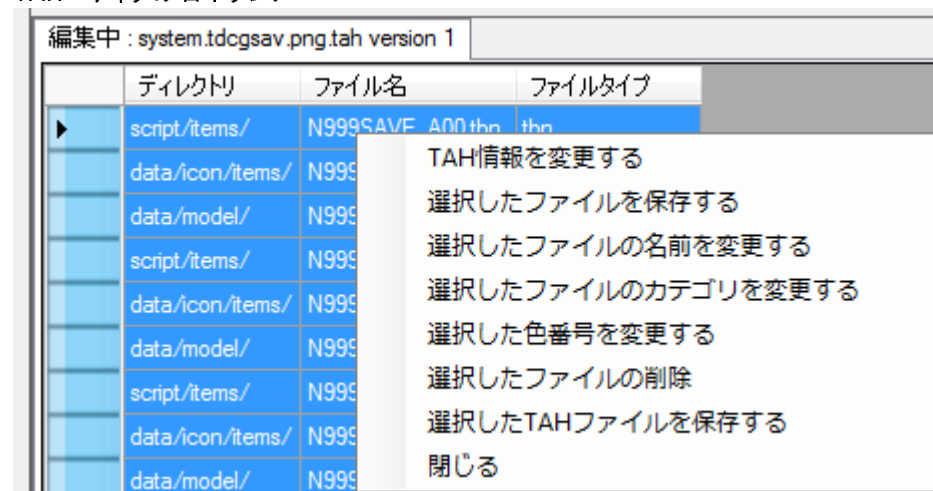 編集中 : system.tdcgsav.png.tah version 1
ディレクトリ ファイル名 ファイルタイプ
script/items/ N999SAVE_A00.tbn tbn
TAH情報を変更する
data/icon/items/ N999
選択したファイルを保存する
data/model/ N999
選択したファイルの名前を変更する
script/items/ N999
選択したファイルのカテゴリを変更する
data/icon/items/ N999
選択した色番号を変更する
data/model/ N999
選択したファイルの削除
script/items/ N999
選択したTAHファイルを保存する
data/icon/items/ N999
閉じる
data/model/ N999